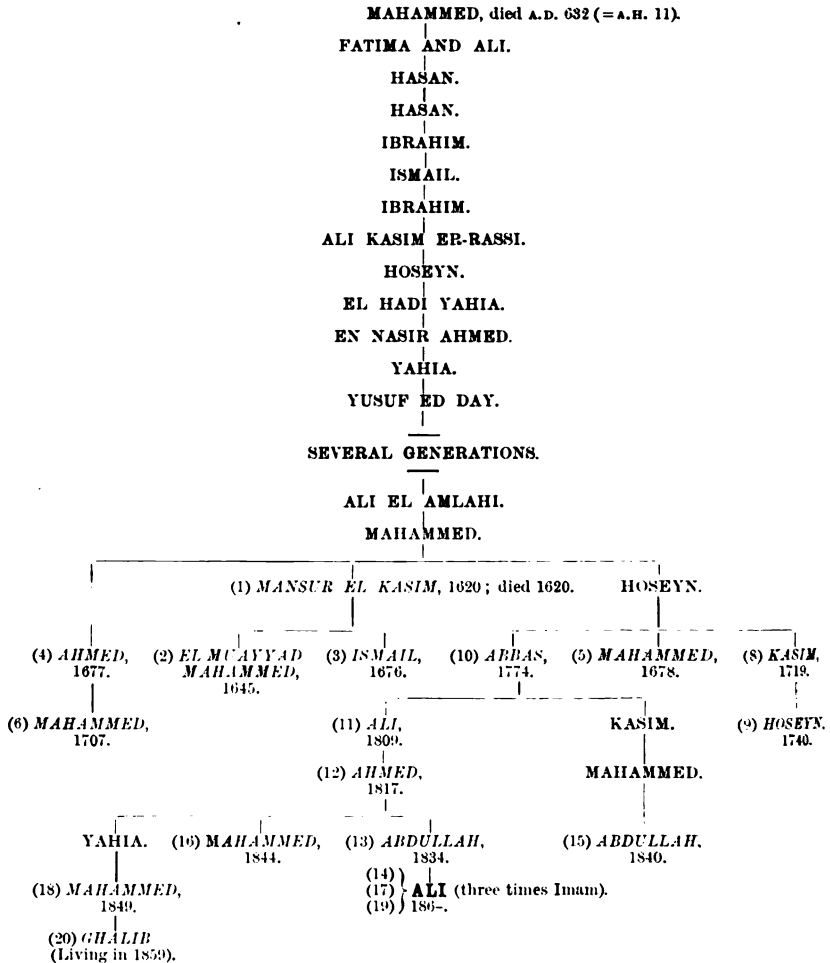 MAHAMMED, died A.D. 632 (= A.H. 11).
FATIMA AND ALI.
HASAN.
HASAN.
IBRAHIM.
ISMAIL.
IBRAHIM.
ALI KASIM ER-RASSI.
HOSEYN.
EL HADI YAHIA.
EN NASIR AHMED.
YAHIA.
YUSUF ED DAY.
SEVERAL GENERATIONS.
ALI EL AMLAHI.
MAHAMMED.
(1) MANSUR EL KASIM, 1620 ; died 1620. HOSEYN.
(4) AHMED, (2) EL MUAYYAD (3) ISMAIL, (10) ABBAS, (5) MAHAMMED, (8) KASIM,
1677. MAHAMMED, 1676. 1774. 1678. 1719.
1645.
(6) MAHAMMED, (11) ALI, KASIM. (9) HOSEYN.
1707. 1809. 1740.
(12) AHMED, MAHAMMED.
1817.
YAHIA. (16) MAHAMMED, (13) ABDULLAH, (15) ABDULLAH,
1844. 1834. 1840.
(14)
(18) MAHAMMED, (17) ALI (three times Imam).
1849. (19) 186-.
(20) GHALIB
(Living in 1859).